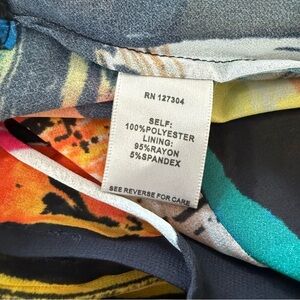 RN 127304
SELF:
100%POLYESTER
LINING:
95%RAYON
5%SPANDEX
SEE REVERSE FOR CARE